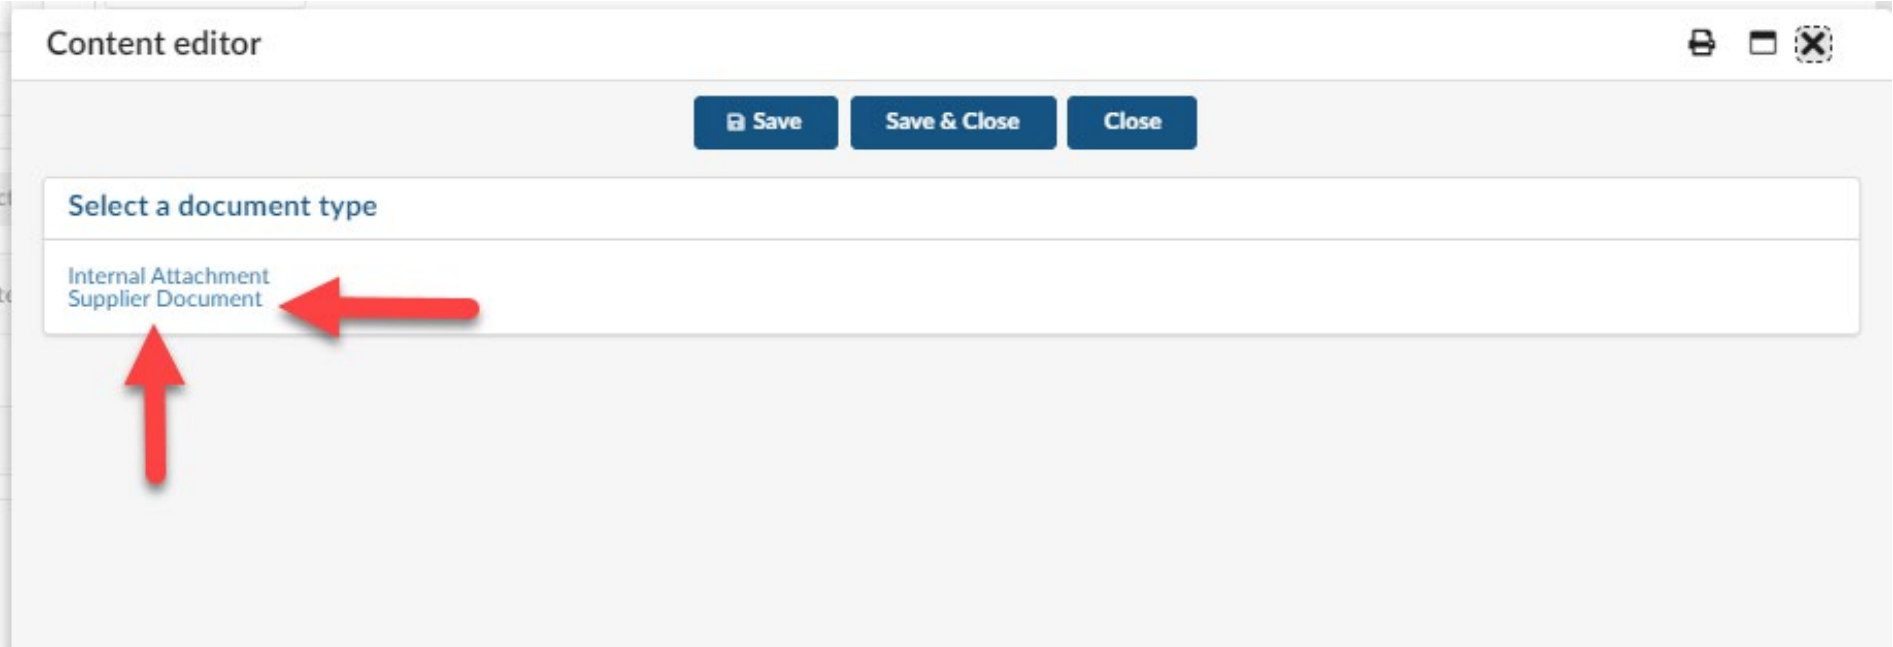 Content editor
Save
Save & Close
Close
Select a document type
Internal Attachment
Supplier Document